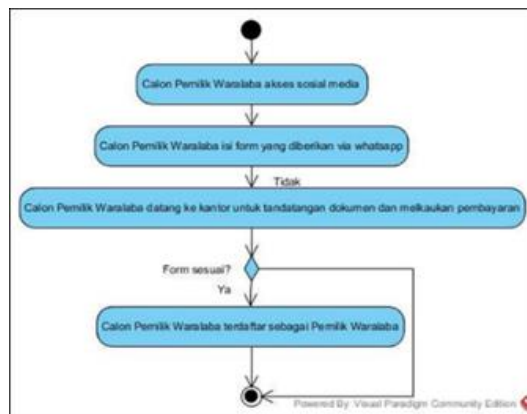 Calon Pemilik Waralaba akses sosial media
Calon Pemilik Waralaba isi form yang diberikan via whatsapp
Tidak
Calon Pemilik Waralaba datang ke kantor untuk tandatangan dokumen dan melkaukan pembayaran
Form sesuai?
Ya
Calon Pemilik Waralaba terdaftar sebagai Pemilik Waralaba
Powered By Visual Paradigm Community Edition